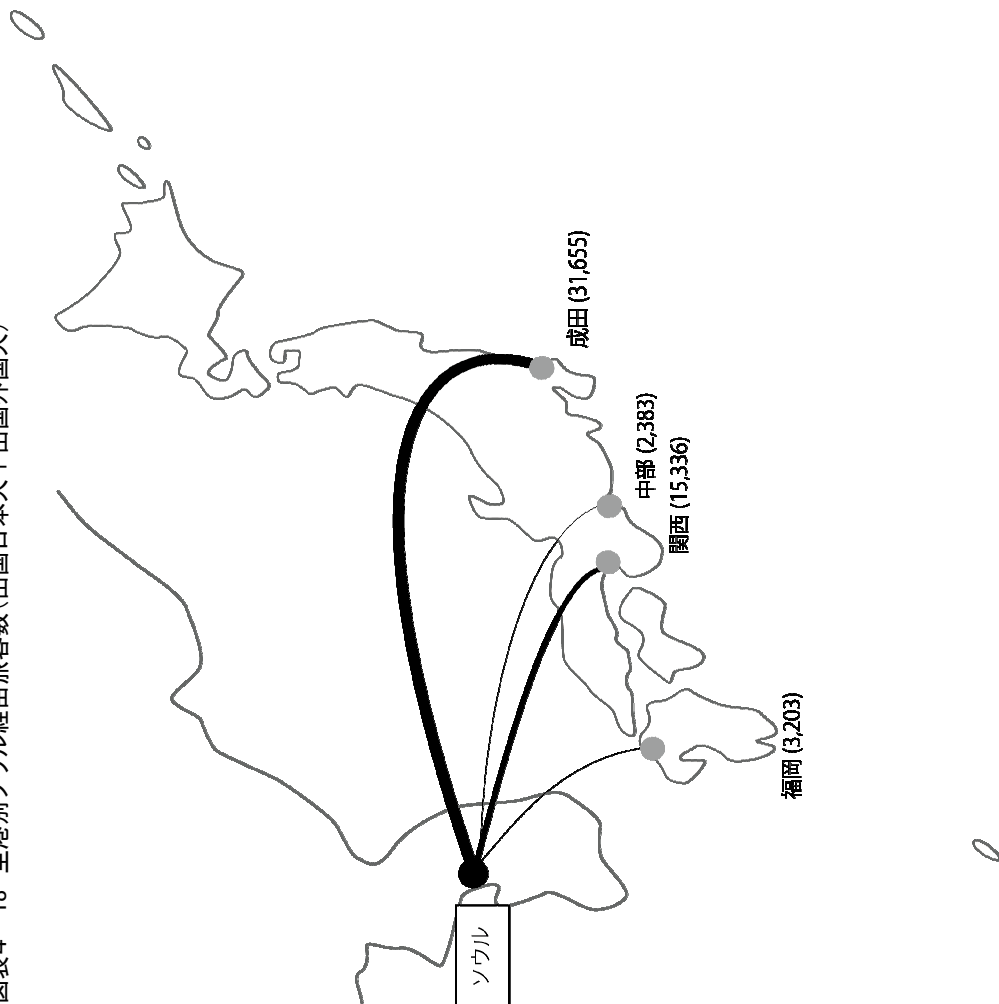 成田 (31,655)
中部 (2,383)
関西 (15,336)
福岡 (3,203)
ソウル